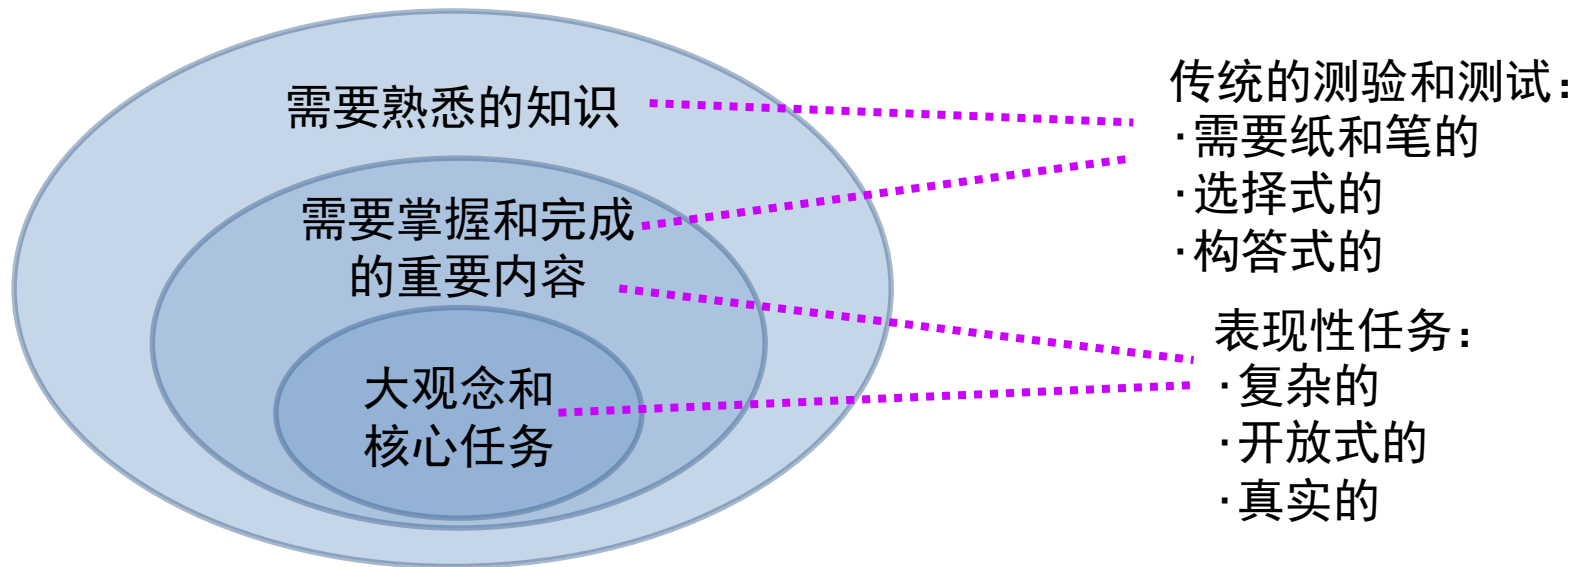 需要熟悉的知识
需要掌握和完成
的重要内容
大观念和
核心任务
传统的测验和测试：
·需要纸和笔的
·选择式的
·构答式的
表现性任务：
·复杂的
·开放式的
·真实的